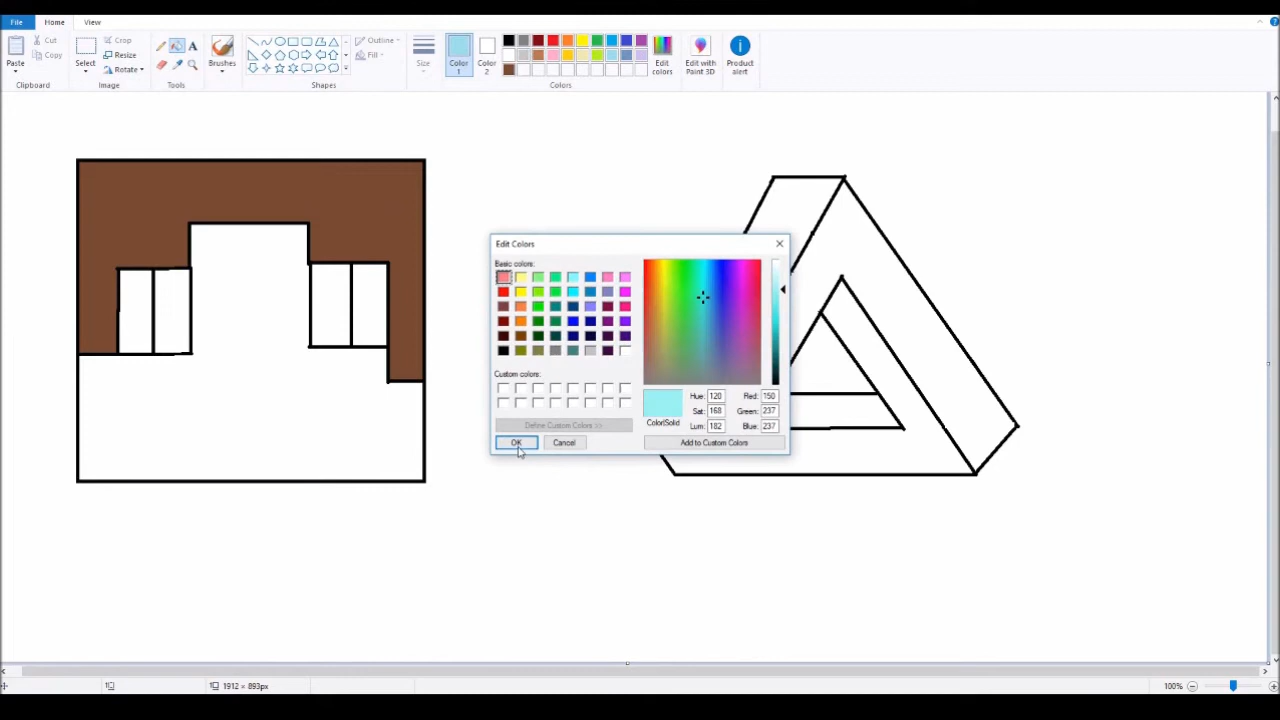 File Home View
Paste
Cut
Copy
Clipboard
Select
Crop
Resize
Rotate
Image
A
Tools
Brushes
Shapes
Outline
Fill
Size
Color 1
Color 2
Edit colors
Colors
Edit with Paint 3D
Product alert
Edit Colors
Basic colors:
Custom colors:
Define Custom Colors >>
OK Cancel
Color|Solid
Hue: 120 Red: 150
Sat: 168 Green: 237
Lum: 182 Blue: 237
Add to Custom Colors
1912 × 893px
100%